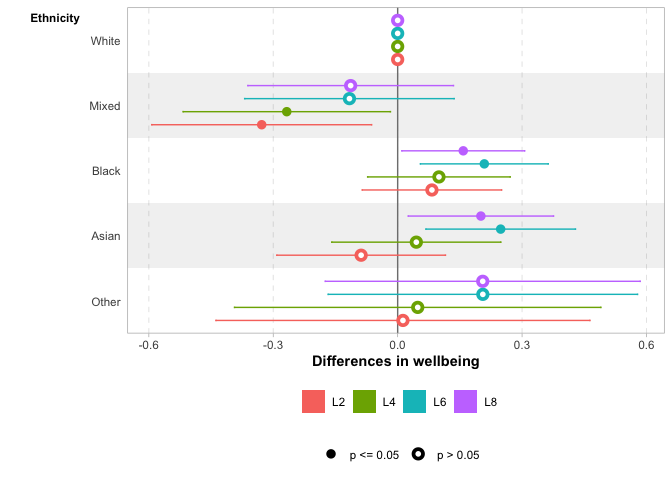 Ethnicity
White
Mixed
Black
Asian
Other
-0.6 -0.3 0.0 0.3 0.6
Differences in wellbeing
L2 L4 L6 L8
p <= 0.05 p > 0.05